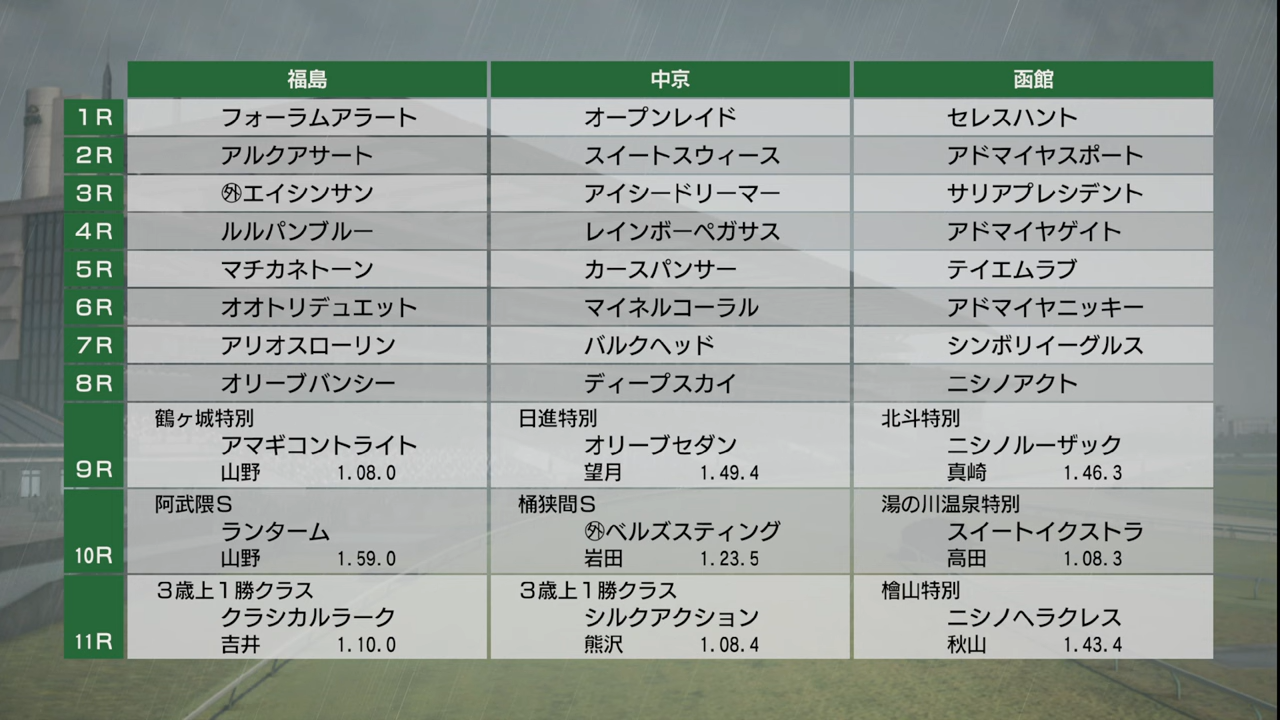 福島 中京 函館
1R フォーラムアラート オープンレイド セレスハント
2R アルクアサート スイートスウィース アドマイヤスポート
3R ㊕エイシンサン アイシードリーマー サリアプレシデント
4R ルルパンブルー レインボーペガサス アドマイヤゲイト
5R マチカネトーン カースパンサー テイエムラブ
6R オオトリデュエット マイネルコーラル アドマイヤニッキー
7R アリオスローリン バルクヘッド シンボリイーグルス
8R オリーブバンシー ディープスカイ ニシノアクト
鶴ヶ城特別 日進特別 北斗特別
アマギコントライト オリーブセダン ニシノルーザック
9R 山野 1.08.0 望月 1.49.4 真崎 1.46.3
阿武隈S 桶狭間S 湯の川温泉特別
ランターム 外ベルズスティング スイートイクストラ
10R 山野 1.59.0 岩田 1.23.5 高田 1.08.3
3歳上1勝クラス 3歳上1勝クラス 檜山特別
クラシカルラーク シルクアクション ニシノヘラクレス
11R 吉井 1.10.0 熊沢 1.08.4 秋山 1.43.4